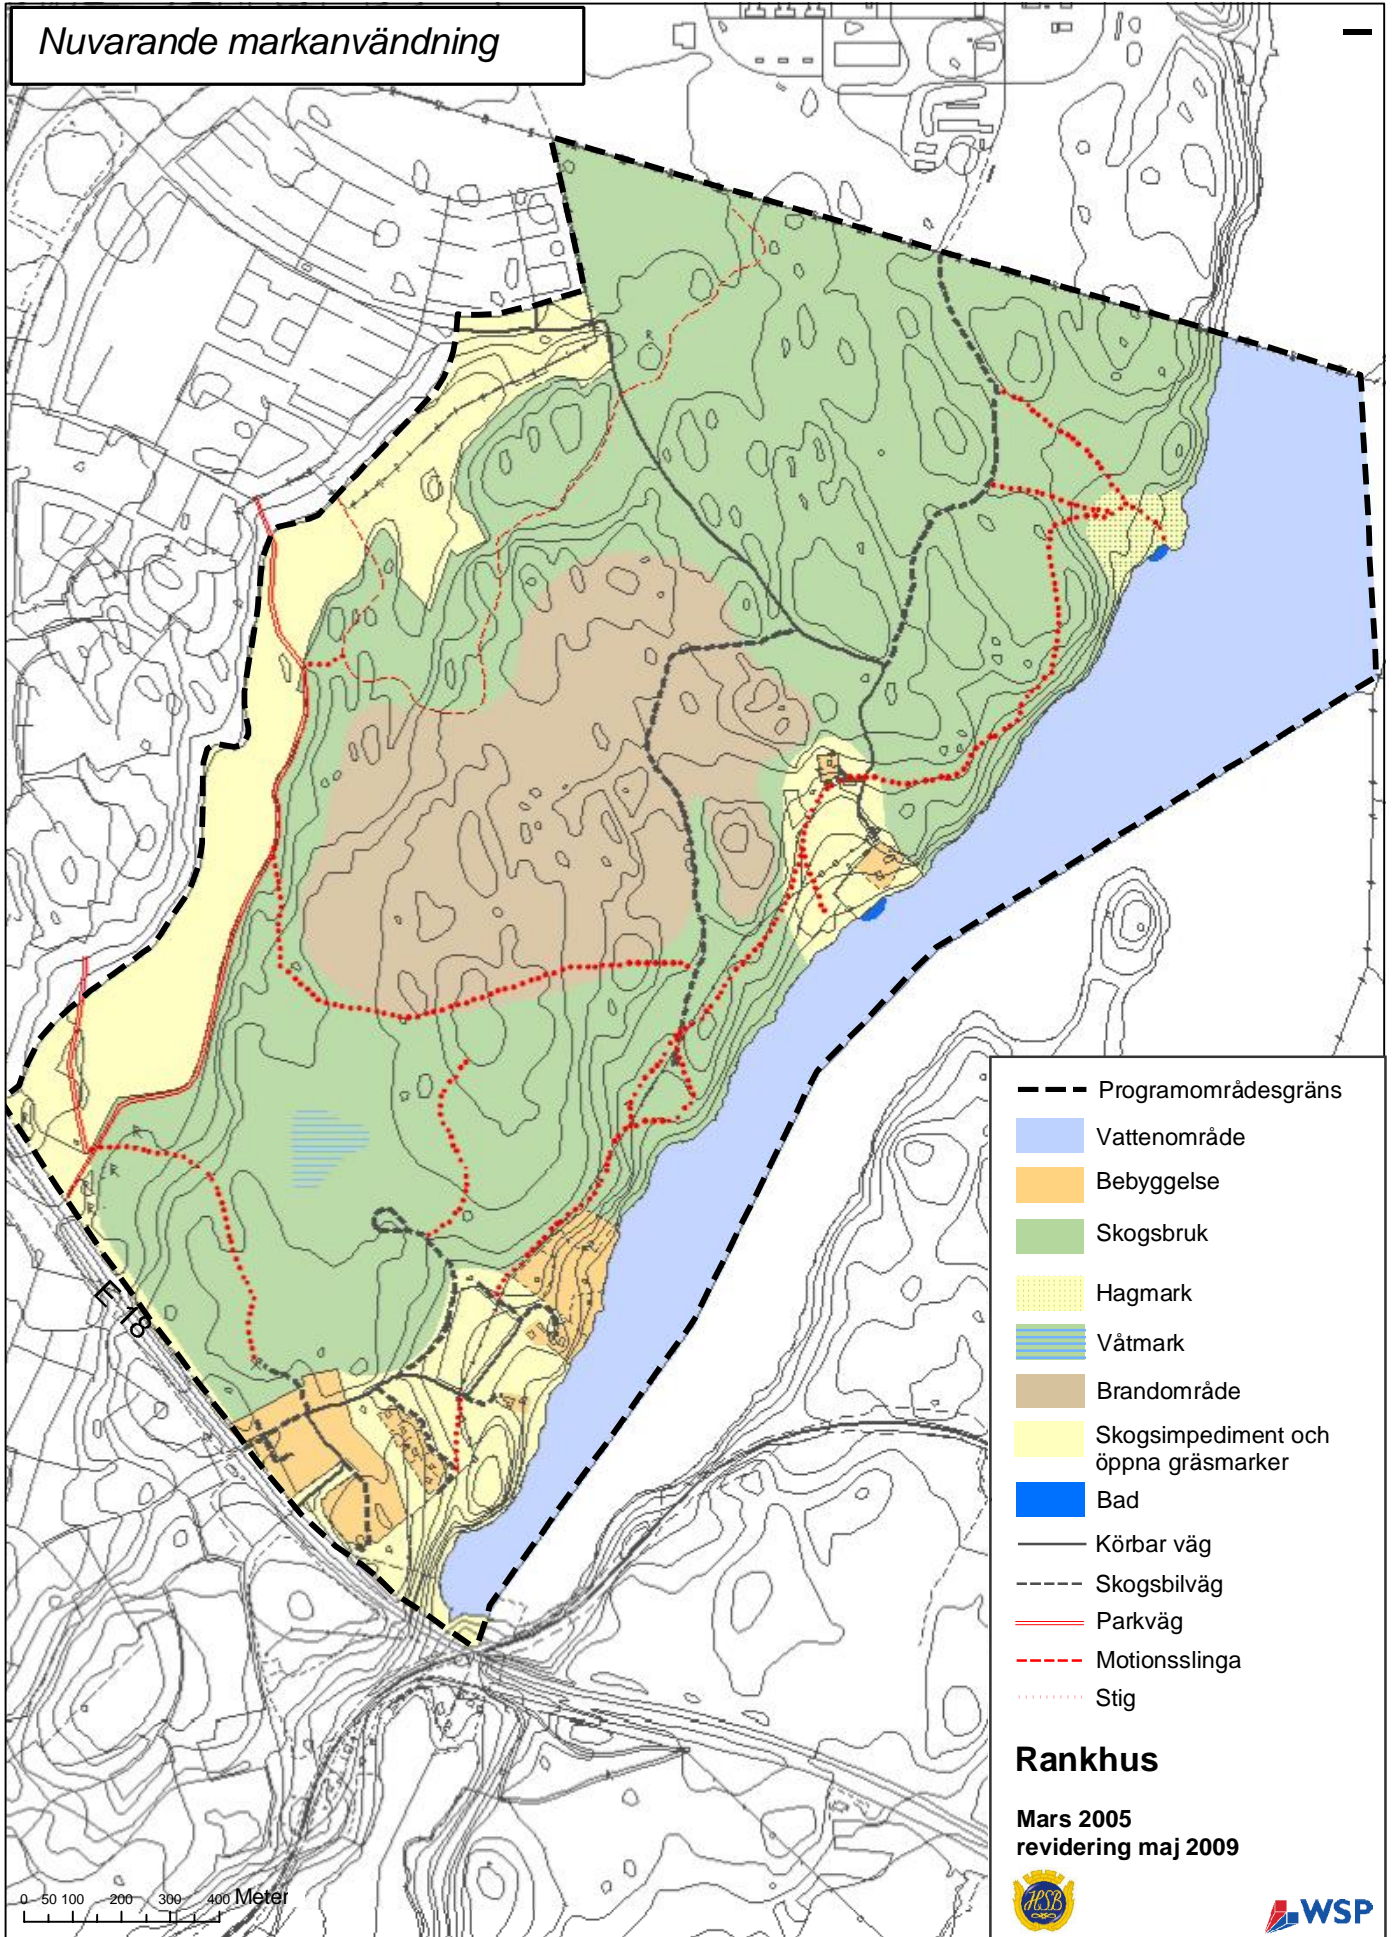 Nuvarande markanvändning
E 18
Programområdesgräns
Vattenområde
Bebyggelse
Skogsbruk
Hagmark
Våtmark
Brandområde
Skogsimpediment och
öppna gräsmarker
Bad
Körbar väg
Skogsbilväg
Parkväg
Motionsslinga
Stig
Rankhus
Mars 2005
revidering maj 2009
HSB
WSP
0 50 100 200 300 400 Meter
R
R
R
R